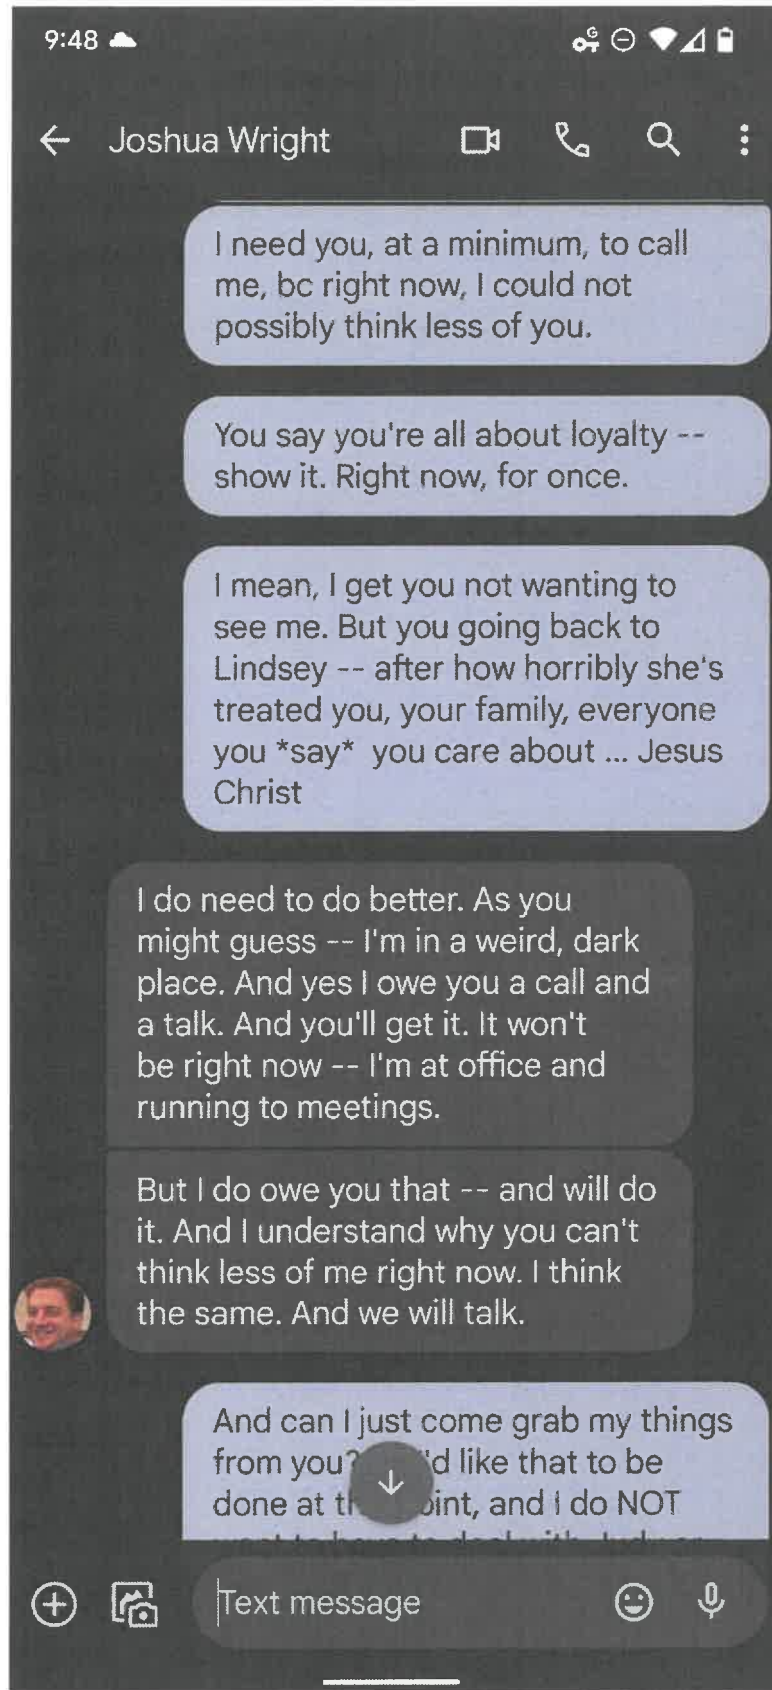 9:48
G
Joshua Wright
I need you, at a minimum, to call
me, bc right now, I could not
possibly think less of you.
You say you're all about loyalty --
show it. Right now, for once.
I mean, I get you not wanting to
see me. But you going back to
Lindsey -- after how horribly she's
treated you, your family, everyone
you *say* you care about ... Jesus
Christ
I do need to do better. As you
might guess -- I'm in a weird, dark
place. And yes I owe you a call and
a talk. And you'll get it. It won't
be right now -- I'm at office and
running to meetings.
But I do owe you that -- and will do
it. And I understand why you can't
think less of me right now. I think
the same. And we will talk.
And can I just come grab my things
from you? 'd like that to be
done at th oint, and I do NOT
Text message